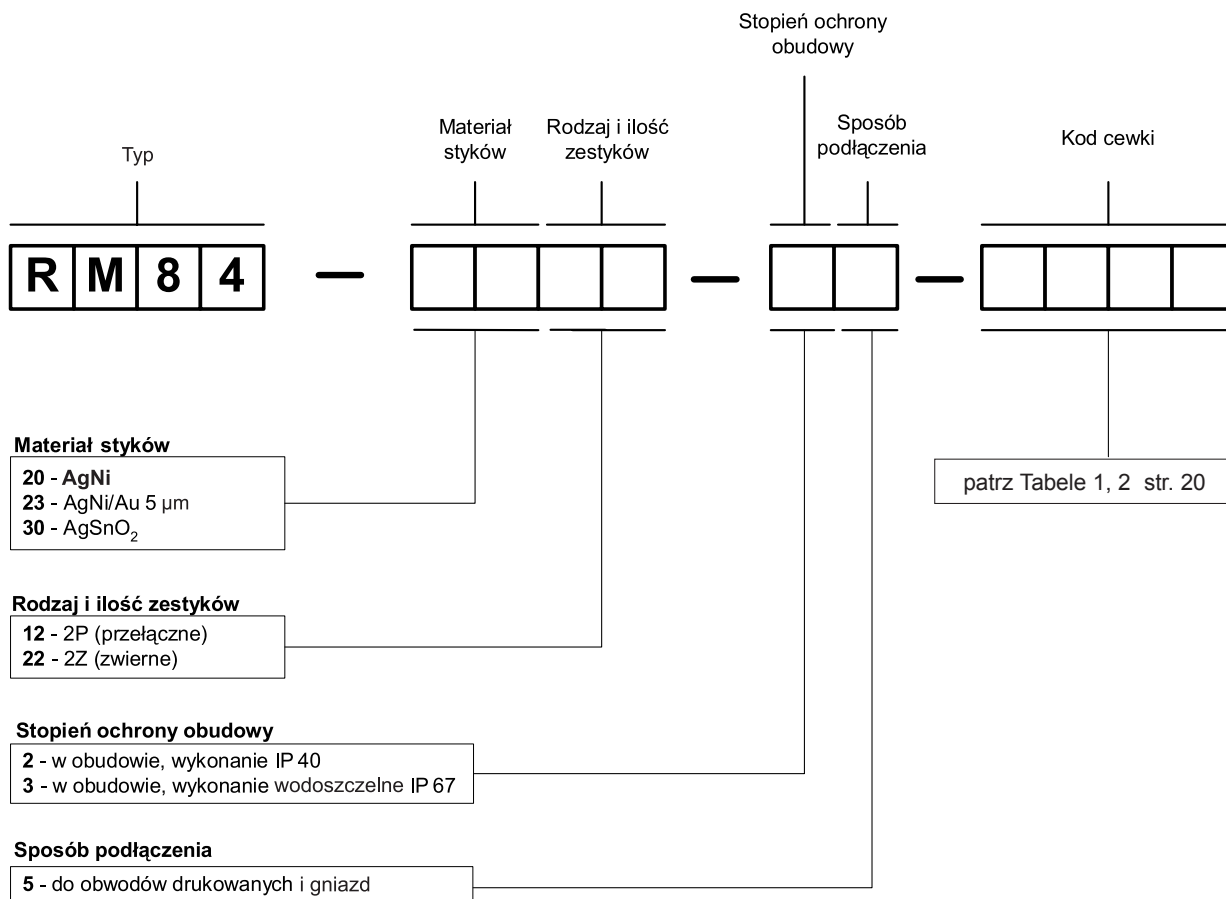 Stopień ochrony
obudowy
Materiał
styków
Rodzaj i ilość
zestyków
Sposób
podłączenia
Typ
Kod cewki
R M 8 4 — — —
Materiał styków
20 - AgNi
23 - AgNi/Au 5 µm
30 - AgSnO₂
patrz Tabele 1, 2 str. 20
Rodzaj i ilość zestyków
12 - 2P (przełączne)
22 - 2Z (zwierne)
Stopień ochrony obudowy
2 - w obudowie, wykonanie IP 40
3 - w obudowie, wykonanie wodoszczelne IP 67
Sposób podłączenia
5 - do obwodów drukowanych i gniazd